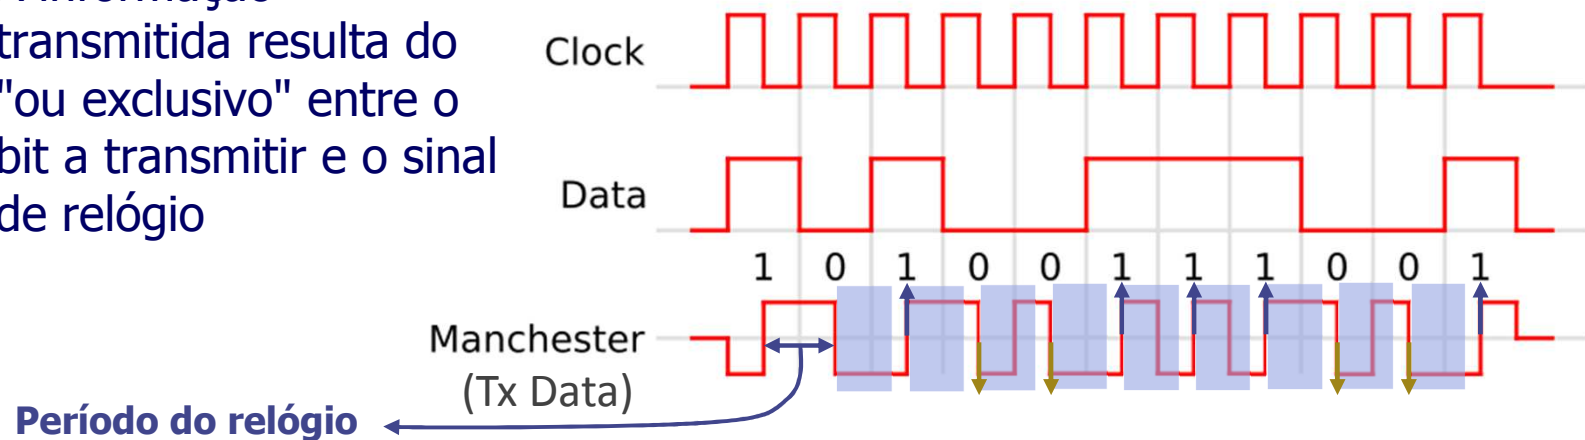 transmitida resulta do
"ou exclusivo" entre o
bit a transmitir e o sinal
de relógio
Clock
Data
1 0 1 0 0 1 1 1 0 0 1
Manchester
(Tx Data)
Período do relógio